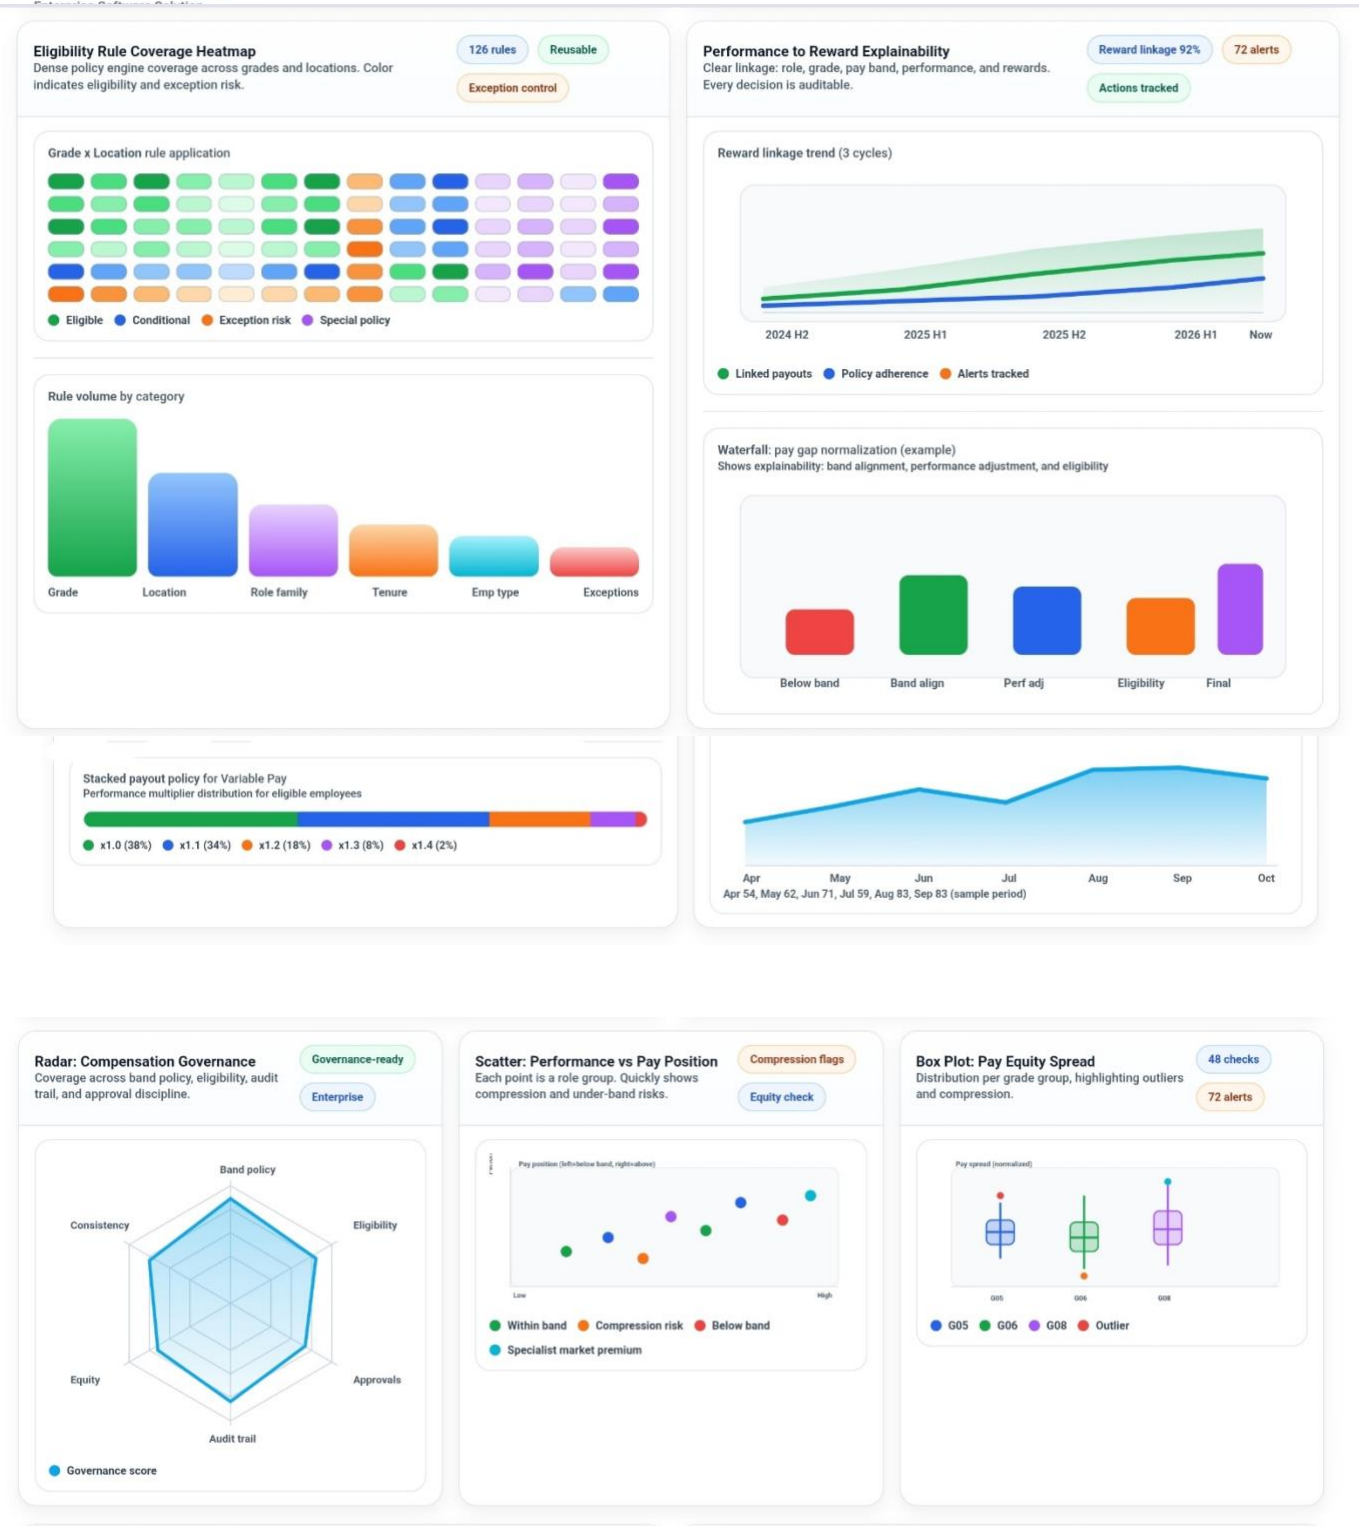 Enterprise Software Solution
Eligibility Rule Coverage Heatmap
Dense policy engine coverage across grades and locations. Color
indicates eligibility and exception risk.
126 rules
Reusable
Exception control
Grade x Location rule application
Eligible
Conditional
Exception risk
Special policy
Rule volume by category
Grade
Location
Role family
Tenure
Emp type
Exceptions
Performance to Reward Explainability
Clear linkage: role, grade, pay band, performance, and rewards.
Every decision is auditable.
Reward linkage 92%
72 alerts
Actions tracked
Reward linkage trend (3 cycles)
2024 H2
2025 H1
2025 H2
2026 H1
Now
Linked payouts
Policy adherence
Alerts tracked
Waterfall: pay gap normalization (example)
Shows explainability: band alignment, performance adjustment, and eligibility
Below band
Band align
Perf adj
Eligibility
Final
Stacked payout policy for Variable Pay
Performance multiplier distribution for eligible employees
x1.0 (38%)
x1.1 (34%)
x1.2 (18%)
x1.3 (8%)
x1.4 (2%)
Apr
May
Jun
Jul
Aug
Sep
Oct
Apr 54, May 62, Jun 71, Jul 59, Aug 83, Sep 83 (sample period)
Radar: Compensation Governance
Coverage across band policy, eligibility, audit
trail, and approval discipline.
Governance-ready
Enterprise
Band policy
Consistency
Eligibility
Equity
Approvals
Audit trail
Governance score
Scatter: Performance vs Pay Position
Each point is a role group. Quickly shows
compression and under-band risks.
Compression flags
Equity check
Pay position (left=below band, right=above)
Low
High
Within band
Compression risk
Below band
Specialist market premium
Box Plot: Pay Equity Spread
Distribution per grade group, highlighting outliers
and compression.
48 checks
72 alerts
Pay spread (normalized)
G05
G06
G08
G05
G06
G08
Outlier